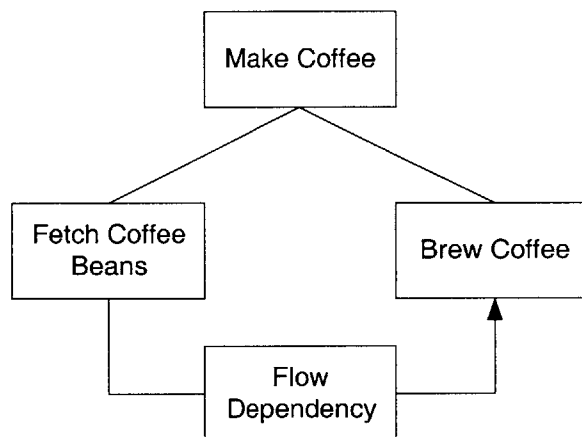 Make Coffee
Fetch Coffee
Beans
Brew Coffee
Flow
Dependency